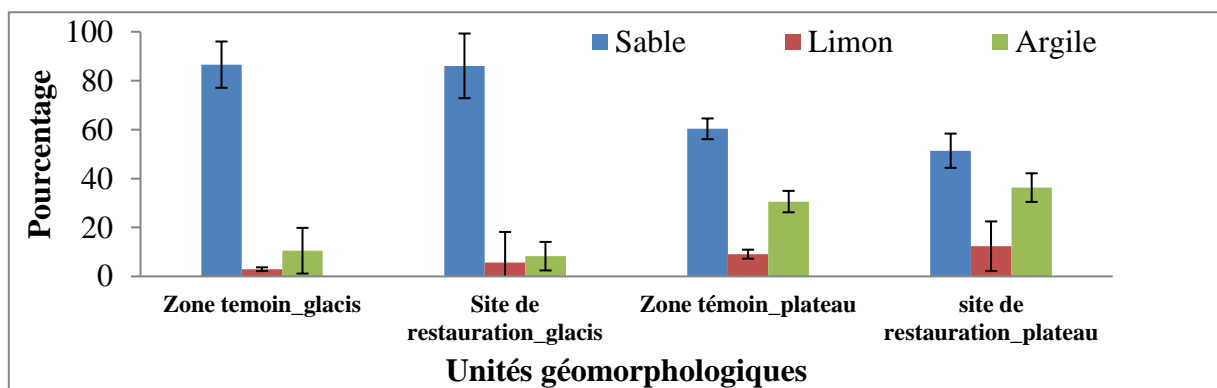 Pourcentage
100
80
60
40
20
0
Sable Limon Argile
Zone temoin_glacis
Site de
restauration_glacis
Zone témoin_plateau
site de
restauration_plateau
Unités géomorphologiques